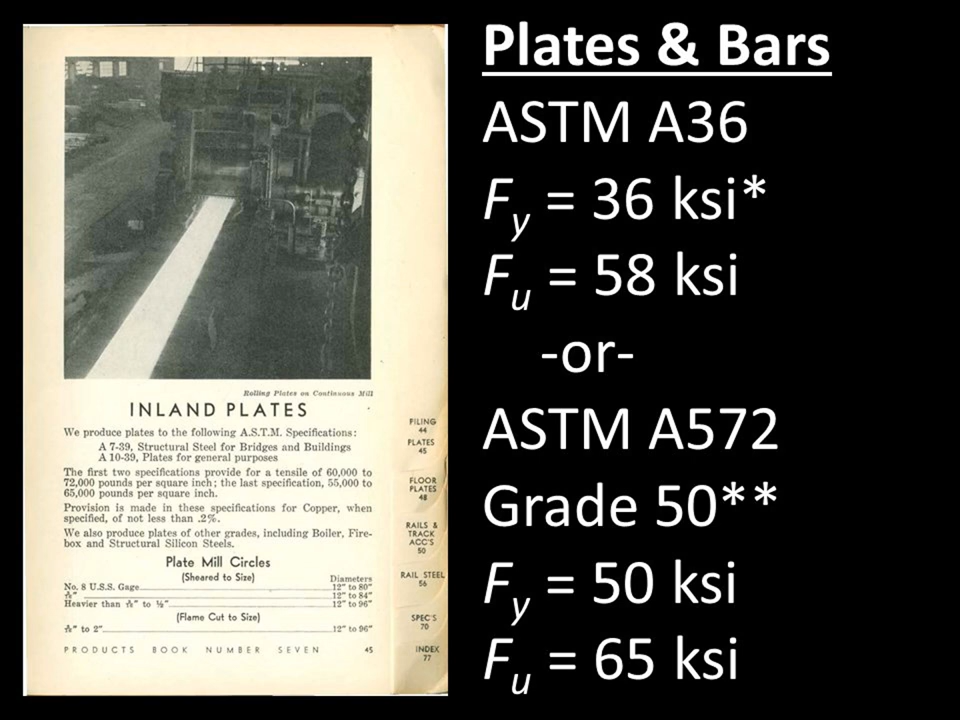 Rolling Plates on Continuous Mill
INLAND PLATES
We produce plates to the following A.S.T.M. Specifications:
A 7-39, Structural Steel for Bridges and Buildings
A 10-39, Plates for general purposes
The first two specifications provide for a tensile of 60,000 to
72,000 pounds per square inch; the last specification, 55,000 to
65,000 pounds per square inch.
Provision is made in these specifications for Copper, when
specified, of not less than .2%.
We also produce plates of other grades, including Boiler, Fire-
box and Structural Silicon Steels.
Plate Mill Circles
(Sheared to Size)
Diameters
No. 8 U.S.S. Gage 12" to 80"
12" to 84"
Heavier than to ½" 12" to 96"
(Flame Cut to Size)
to 2" 12" to 96"
PRODUCTS BOOK NUMBER SEVEN 45
FILING
44
PLATES
45
FLOOR
PLATES
48
RAILS &
TRACK
ACC'S
50
RAIL STEEL
56
SPEC'S
70
INDEX
77
Plates & Bars
ASTM A36
Fy = 36 ksi*
Fu = 58 ksi
-or-
ASTM A572
Grade 50**
Fy = 50 ksi
Fu = 65 ksi